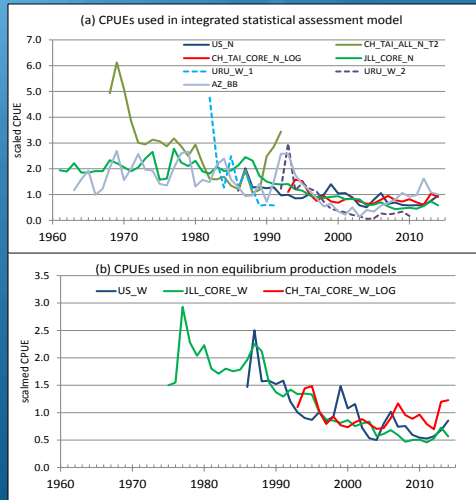 (a) CPUEs used in integrated statistical assessment model
US_N
CH_TAI_ALL_N_T2
CH_TAI_CORE_N_LOG
JLL_CORE_N
URU_W_1
URU_W_2
AZ_BB
scaled CPUE
7.0
6.0
5.0
4.0
3.0
2.0
1.0
0.0
1960 1970 1980 1990 2000 2010
(b) CPUEs used in non equilibrium production models
US_W
JLL_CORE_W
CH_TAI_CORE_W_LOG
scalmed CPUE
3.5
3.0
2.5
2.0
1.5
1.0
0.5
0.0
1960 1970 1980 1990 2000 2010